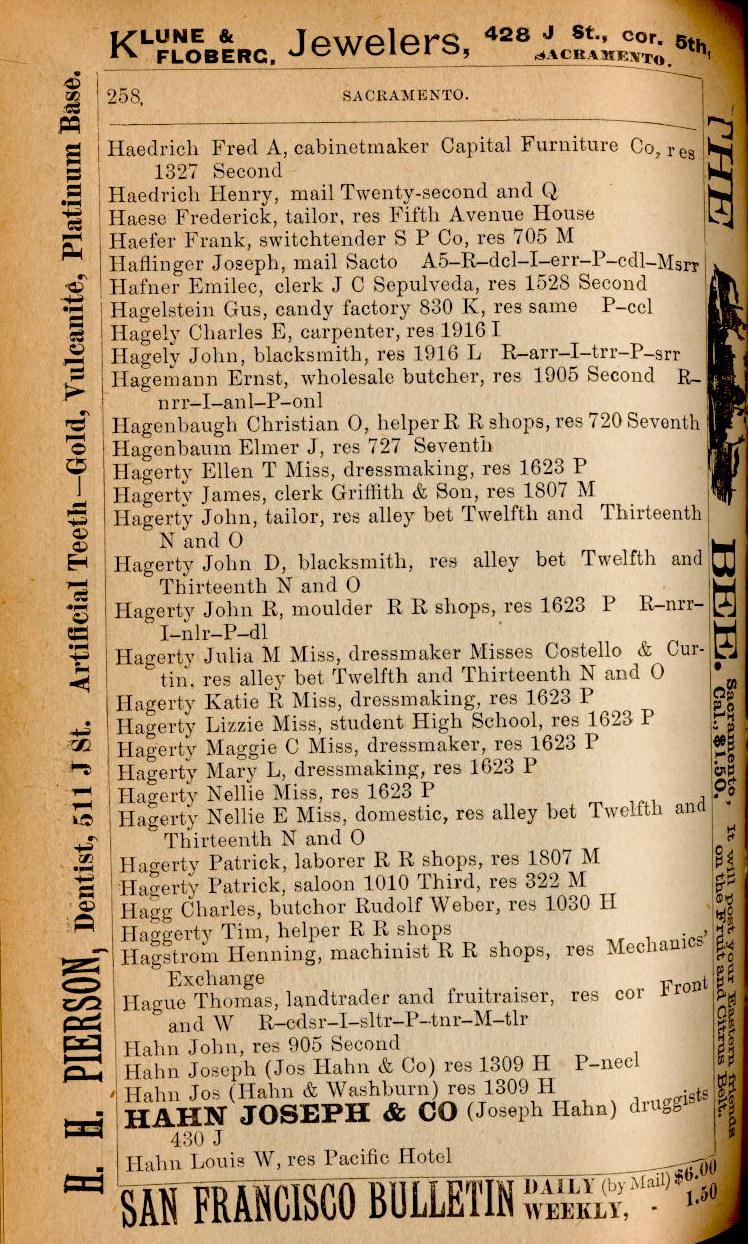 KLUNE & FLOBERG, Jewelers, 428 J St., cor. 5th, SACRAMENTO.
258, SACRAMENTO.
Haedrich Fred A, cabinetmaker Capital Furniture Co, res
1327 Second
Haedrich Henry, mail Twenty-second and Q
Haese Frederick, tailor, res Fifth Avenue House
Haefer Frank, switchtender S P Co, res 705 M
Haflinger Joseph, mail Sacto A5-R-dcl-I-err-P-cdl-Msrr
Hafner Emilec, clerk J C Sepulveda, res 1528 Second
Hagelstein Gus, candy factory 830 K, res same P-ccl
Hagely Charles E, carpenter, res 1916 I
Hagely John, blacksmith, res 1916 L R-arr-I-trr-P-srr
Hagemann Ernst, wholesale butcher, res 1905 Second R-
nrr-I-anl-P-onl
Hagenbaugh Christian O, helper R R shops, res 720 Seventh
Hagenbaum Elmer J, res 727 Seventh
Hagerty Ellen T Miss, dressmaking, res 1623 P
Hagerty James, clerk Griffith & Son, res 1807 M
Hagerty John, tailor, res alley bet Twelfth and Thirteenth
N and O
Hagerty John D, blacksmith, res alley bet Twelfth and
Thirteenth N and O
Hagerty John R, moulder R R shops, res 1623 P R-nrr-
I-nlr-P-dl
Hagerty Julia M Miss, dressmaker Misses Costello & Cur-
tin, res alley bet Twelfth and Thirteenth N and O
Hagerty Katie R Miss, dressmaking, res 1623 P
Hagerty Lizzie Miss, student High School, res 1623 P
Hagerty Maggie C Miss, dressmaker, res 1623 P
Hagerty Mary L, dressmaking, res 1623 P
Hagerty Nellie Miss, res 1623 P
Hagerty Nellie E Miss, domestic, res alley bet Twelfth and
Thirteenth N and O
Hagerty Patrick, laborer R R shops, res 1807 M
Hagerty Patrick, saloon 1010 Third, res 322 M
Hagg Charles, butchor Rudolf Weber, res 1030 H
Haggerty Tim, helper R R shops
Hagstrom Henning, machinist R R shops, res Mechanics'
Exchange
Hague Thomas, landtrader and fruitraiser, res cor Front
and W R-cdsr-I-sltr-P-tnr-M-tlr
Hahn John, res 905 Second
Hahn Joseph (Jos Hahn & Co) res 1309 H P-necl
Hahn Jos (Hahn & Washburn) res 1309 H
HAHN JOSEPH & CO (Joseph Hahn) druggists
430 J
Hahn Louis W, res Pacific Hotel
SAN FRANCISCO BULLETIN DAILY (by Mail) $6.00
WEEKLY, - 1.50
H. H. PIERSON, Dentist, 511 J St. Artificial Teeth—Gold, Vulcanite, Platinum Base.
THE BEE. Sacramento, Cal., $1.50. It will post your Eastern friends on the Fruit and Citrus Belt.